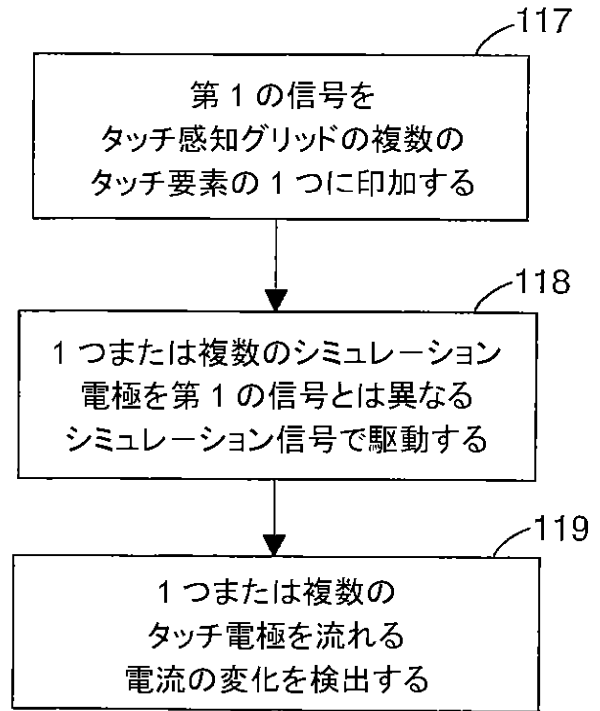 117
第1の信号を
タッチ感知グリッドの複数の
タッチ要素の1つに印加する
118
1つまたは複数のシミュレーション
電極を第1の信号とは異なる
シミュレーション信号で駆動する
119
1つまたは複数の
タッチ電極を流れる
電流の変化を検出する